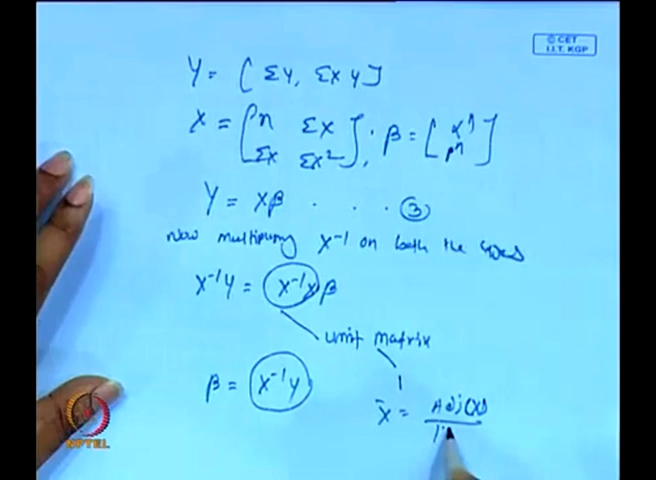 © CET
I.I.T. KGP
Y = [ ΣY, ΣXY ]
X = [ n ΣX
ΣX ΣX² ], β = [ α^
β^ ]
Y = Xβ . . . ③
Now multiplying X⁻¹ on both the sides
X⁻¹Y = X⁻¹Xβ
unit matrix
β = X⁻¹Y
X⁻¹ = Adj(X)
NPTEL